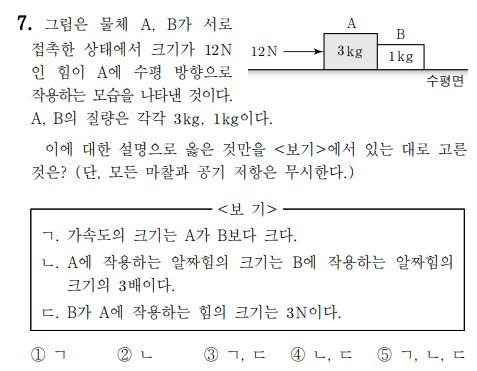 7. 그림은 물체 A, B가 서로
접촉한 상태에서 크기가 12N
인 힘이 A에 수평 방향으로
작용하는 모습을 나타낸 것이다.
A, B의 질량은 각각 3kg, 1kg이다.
A
B
12N
3kg
1kg
수평면
이에 대한 설명으로 옳은 것만을 <보기>에서 있는 대로 고른
것은? (단, 모든 마찰과 공기 저항은 무시한다.)
<보 기>
ㄱ. 가속도의 크기는 A가 B보다 크다.
ㄴ. A에 작용하는 알짜힘의 크기는 B에 작용하는 알짜힘의
크기의 3배이다.
ㄷ. B가 A에 작용하는 힘의 크기는 3N이다.
① ㄱ ② ㄴ ③ ㄱ, ㄷ ④ ㄴ, ㄷ ⑤ ㄱ, ㄴ, ㄷ